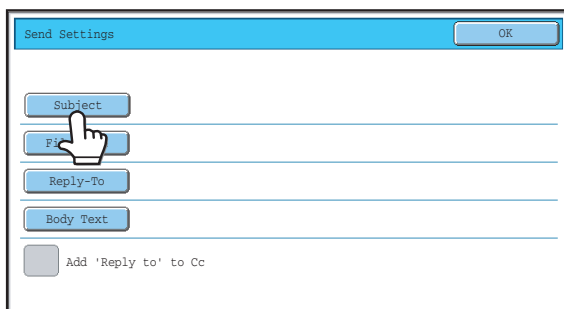 Send Settings
OK
Subject
Reply-To
Body Text
Add 'Reply to' to Cc